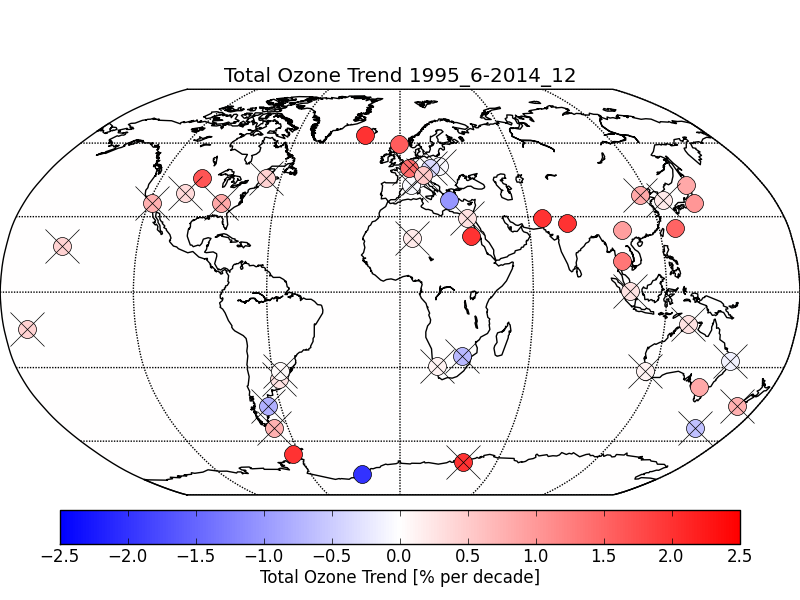 Total Ozone Trend 1995_6-2014_12
−2.5 −2.0 −1.5 −1.0 −0.5 0.0 0.5 1.0 1.5 2.0 2.5
Total Ozone Trend [% per decade]